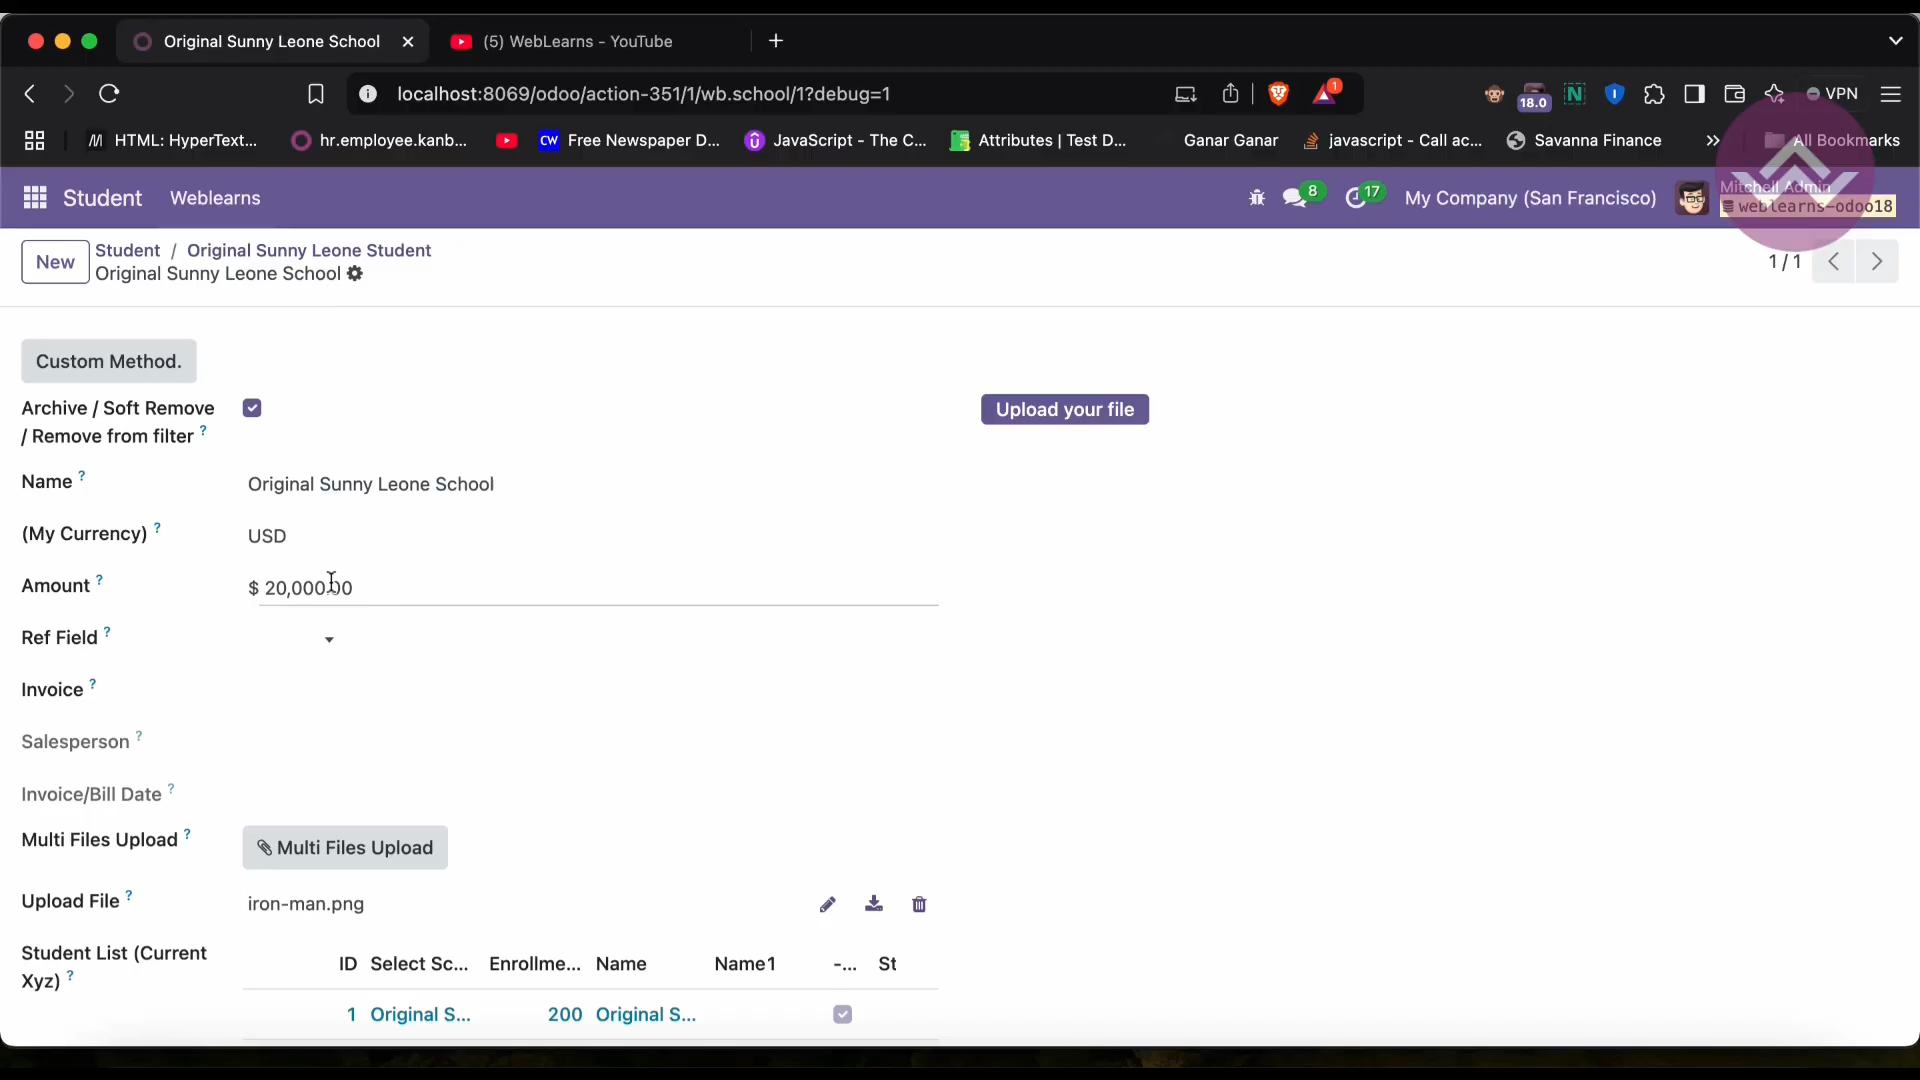 Original Sunny Leone School
(5) WebLearns - YouTube
localhost:8069/odoo/action-351/1/wb.school/1?debug=1
1
18.0
N
VPN
HTML: HyperText...
hr.employee.kanb...
CW Free Newspaper D...
JavaScript - The C...
Attributes | Test D...
Ganar Ganar
javascript - Call ac...
Savanna Finance
All Bookmarks
Student
Weblearns
8
17
My Company (San Francisco)
Mitchell Admin
weblearns-odoo18
New
Student / Original Sunny Leone Student
Original Sunny Leone School
1 / 1
Custom Method.
Archive / Soft Remove
/ Remove from filter ?
Upload your file
Name ?
Original Sunny Leone School
(My Currency) ?
USD
Amount ?
$ 20,000.00
Ref Field ?
Invoice ?
Salesperson ?
Invoice/Bill Date ?
Multi Files Upload ?
Multi Files Upload
Upload File ?
iron-man.png
Student List (Current
Xyz) ?
ID Select Sc... Enrollme... Name Name1 -... St
1 Original S... 200 Original S...